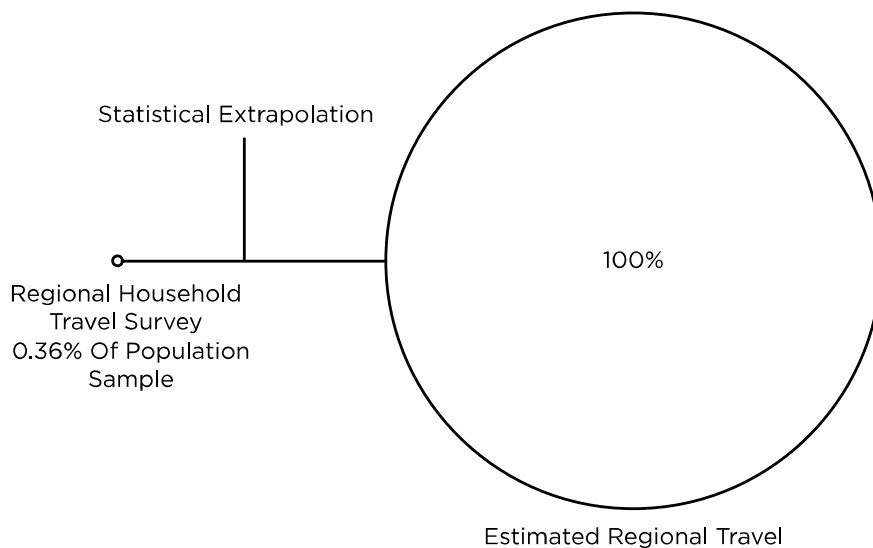 Statistical Extrapolation
100%
Regional Household
Travel Survey
0.36% Of Population
Sample
Estimated Regional Travel